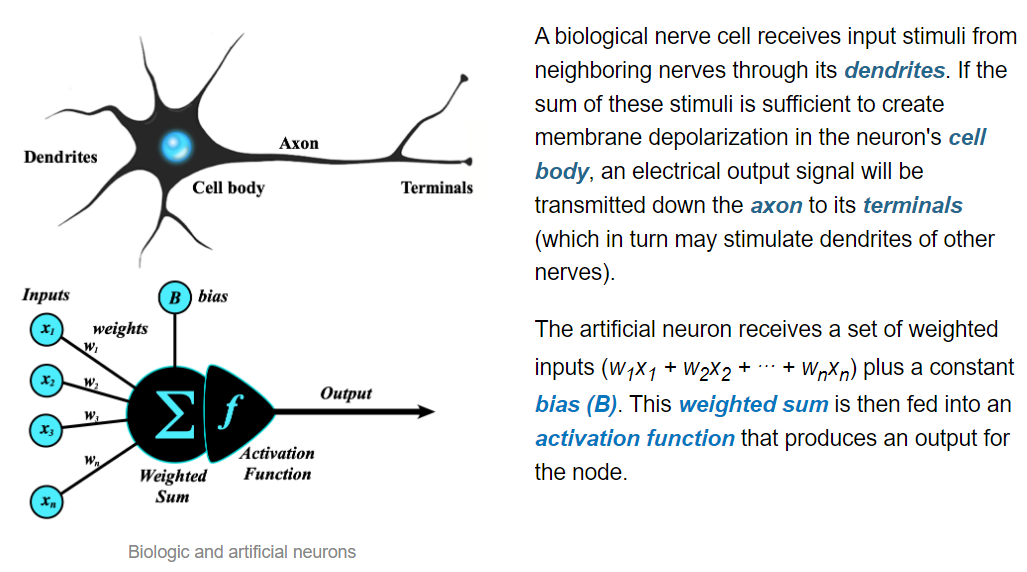 Dendrites
Axon
Cell body
Terminals
Inputs
B bias
x₁
weights
w₁
x₂
w₂
x₃
w₃
xₙ
wₙ
Σ f
Output
Weighted
Sum
Activation
Function
Biologic and artificial neurons
A biological nerve cell receives input stimuli from
neighboring nerves through its dendrites. If the
sum of these stimuli is sufficient to create
membrane depolarization in the neuron's cell
body, an electrical output signal will be
transmitted down the axon to its terminals
(which in turn may stimulate dendrites of other
nerves).
The artificial neuron receives a set of weighted
inputs (w₁x₁ + w₂x₂ + ⋯ + wₙxₙ) plus a constant
bias (B). This weighted sum is then fed into an
activation function that produces an output for
the node.